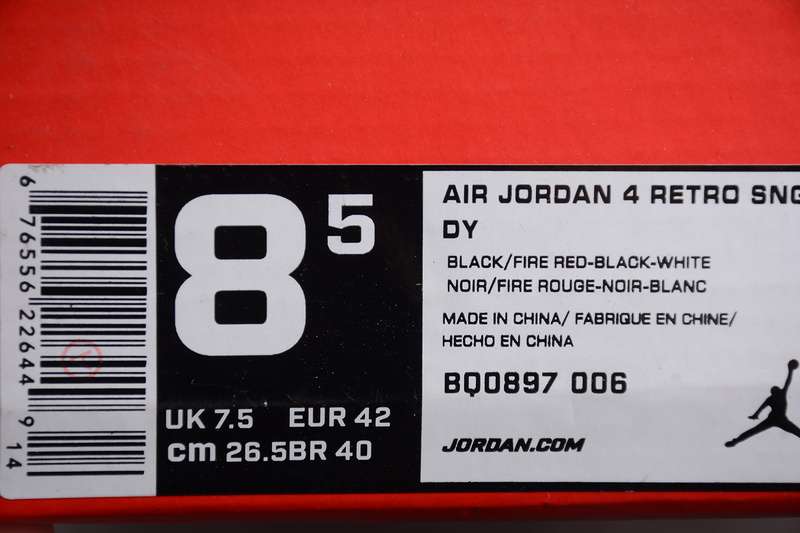 6 76556 22644 9 14
8 5
UK 7.5 EUR 42
cm 26.5BR 40
AIR JORDAN 4 RETRO SNG
DY
BLACK/FIRE RED-BLACK-WHITE
NOIR/FIRE ROUGE-NOIR-BLANC
MADE IN CHINA/ FABRIQUE EN CHINE/
HECHO EN CHINA
BQ0897 006
JORDAN.COM